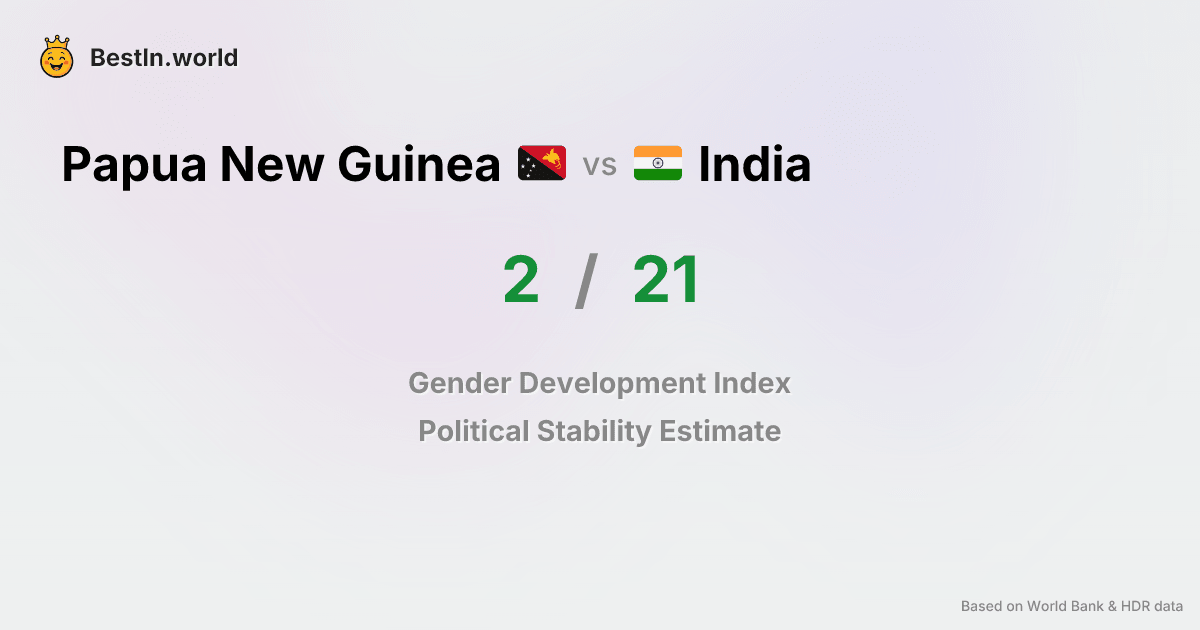 BestIn.world
Papua New Guinea vs India
2 / 21
Gender Development Index
Political Stability Estimate
Based on World Bank & HDR data